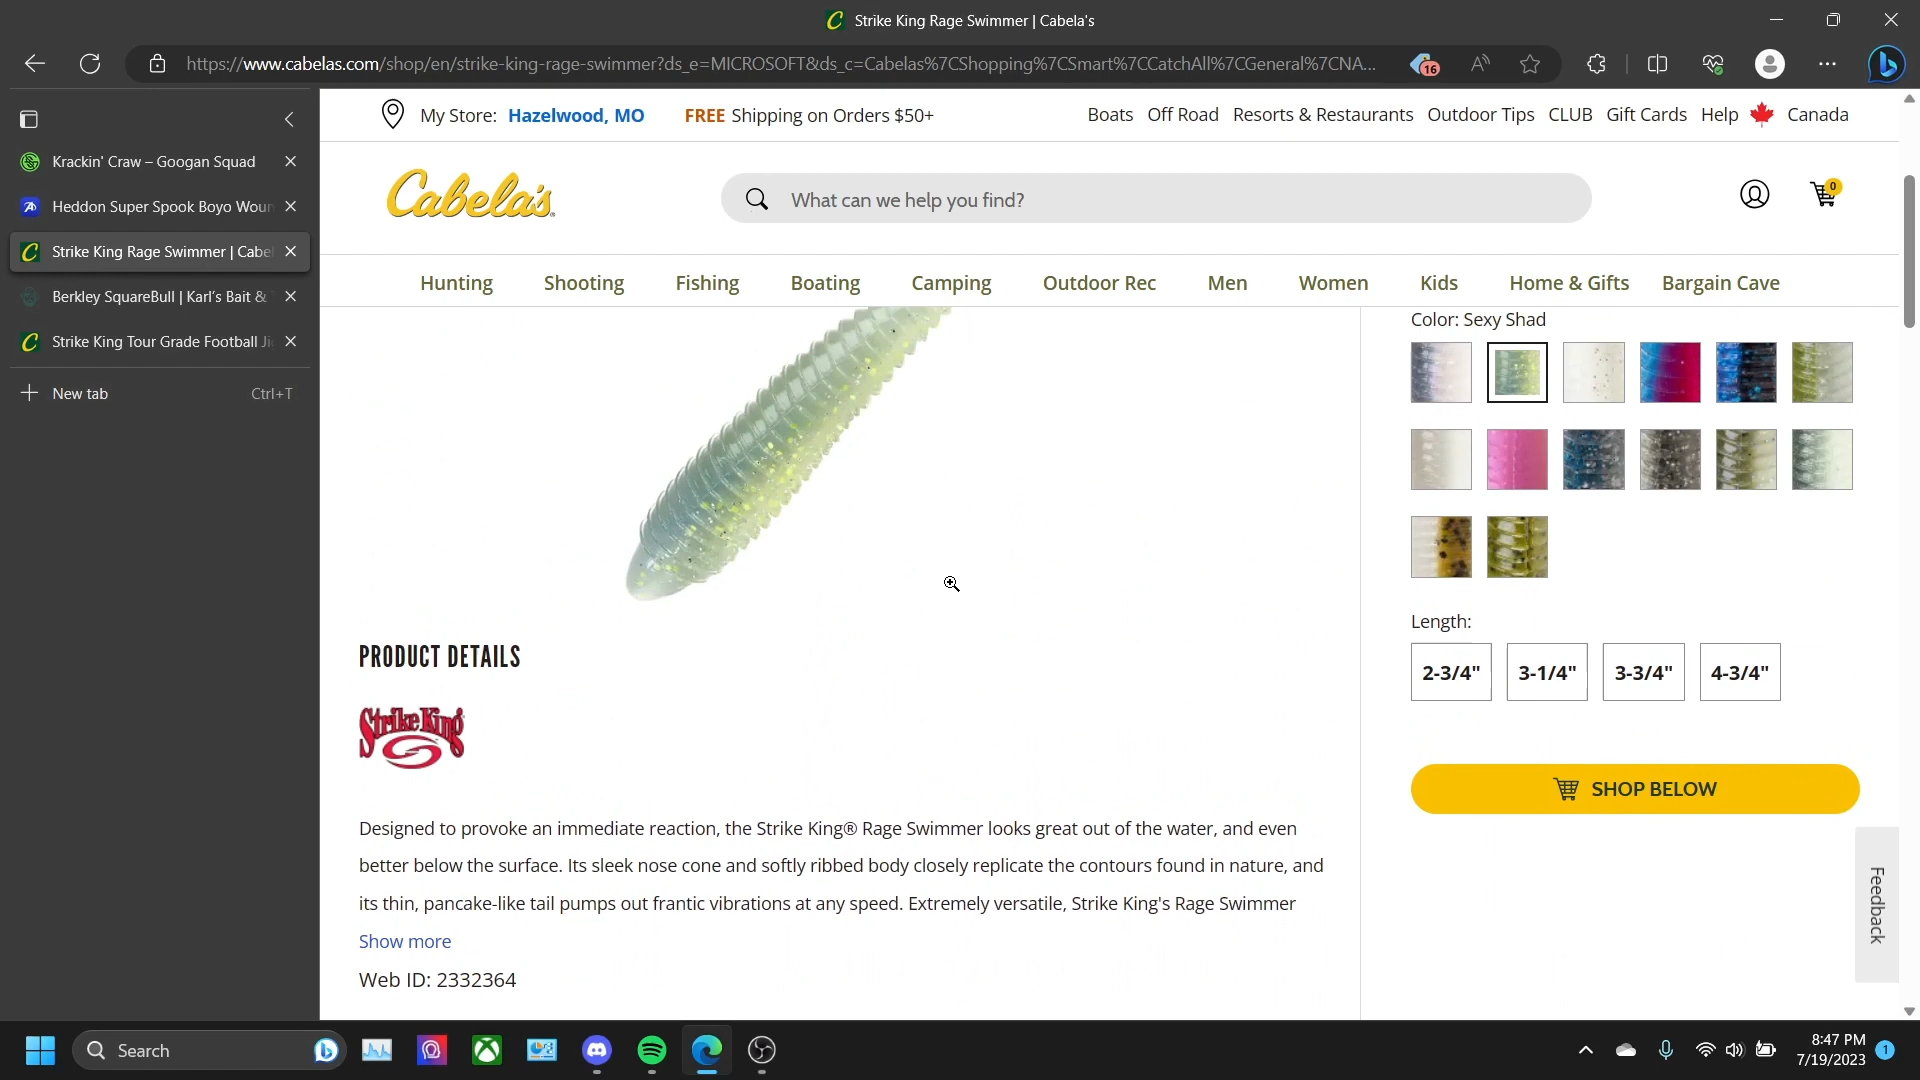 Strike King Rage Swimmer | Cabela's
https://www.cabelas.com/shop/en/strike-king-rage-swimmer?ds_e=MICROSOFT&ds_c=Cabelas%7CShopping%7CSmart%7CCatchAll%7CGeneral%7CNA...
16
My Store: Hazelwood, MO
FREE Shipping on Orders $50+
Boats Off Road Resorts & Restaurants Outdoor Tips CLUB Gift Cards Help Canada
Krackin' Craw – Googan Squad
Heddon Super Spook Boyo Woun
Strike King Rage Swimmer | Cabel
Berkley SquareBull | Karl's Bait &
Strike King Tour Grade Football Ji
New tab Ctrl+T
Cabela's
What can we help you find?
0
Hunting Shooting Fishing Boating Camping Outdoor Rec Men Women Kids Home & Gifts Bargain Cave
Color: Sexy Shad
Length:
2-3/4" 3-1/4" 3-3/4" 4-3/4"
SHOP BELOW
Feedback
PRODUCT DETAILS
Strike King
Designed to provoke an immediate reaction, the Strike King® Rage Swimmer looks great out of the water, and even
better below the surface. Its sleek nose cone and softly ribbed body closely replicate the contours found in nature, and
its thin, pancake-like tail pumps out frantic vibrations at any speed. Extremely versatile, Strike King's Rage Swimmer
Show more
Web ID: 2332364
Search
8:47 PM
7/19/2023
1